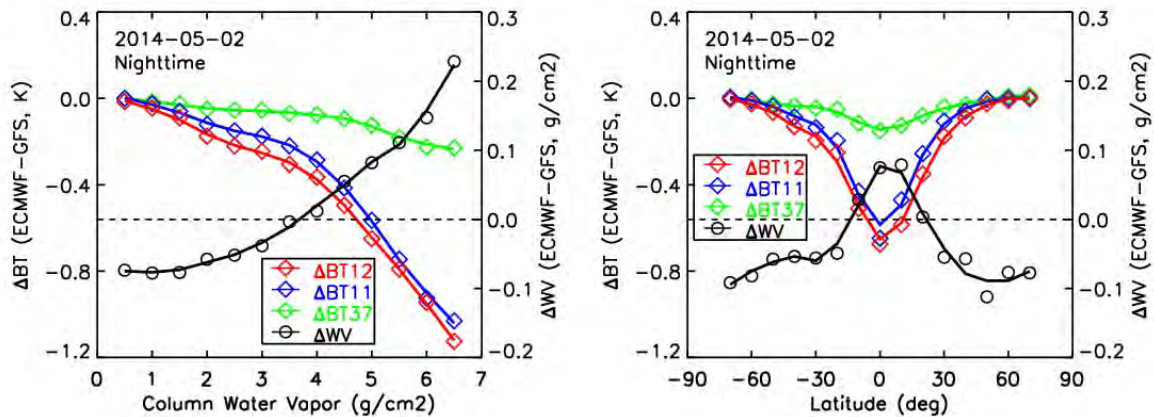 2014-05-02
Nighttime
0.4
0.0
-0.4
-0.8
-1.2
ΔBT (ECMWF-GFS, K)
0.3
0.2
0.1
0.0
-0.1
-0.2
ΔWV (ECMWF-GFS, g/cm2)
ΔBT12
ΔBT11
ΔBT37
ΔWV
0 1 2 3 4 5 6 7
Column Water Vapor (g/cm2)
2014-05-02
Nighttime
0.4
0.0
-0.4
-0.8
-1.2
ΔBT (ECMWF-GFS, K)
0.3
0.2
0.1
0.0
-0.1
-0.2
ΔWV (ECMWF-GFS, g/cm2)
ΔBT12
ΔBT11
ΔBT37
ΔWV
-90 -60 -30 0 30 60 90
Latitude (deg)